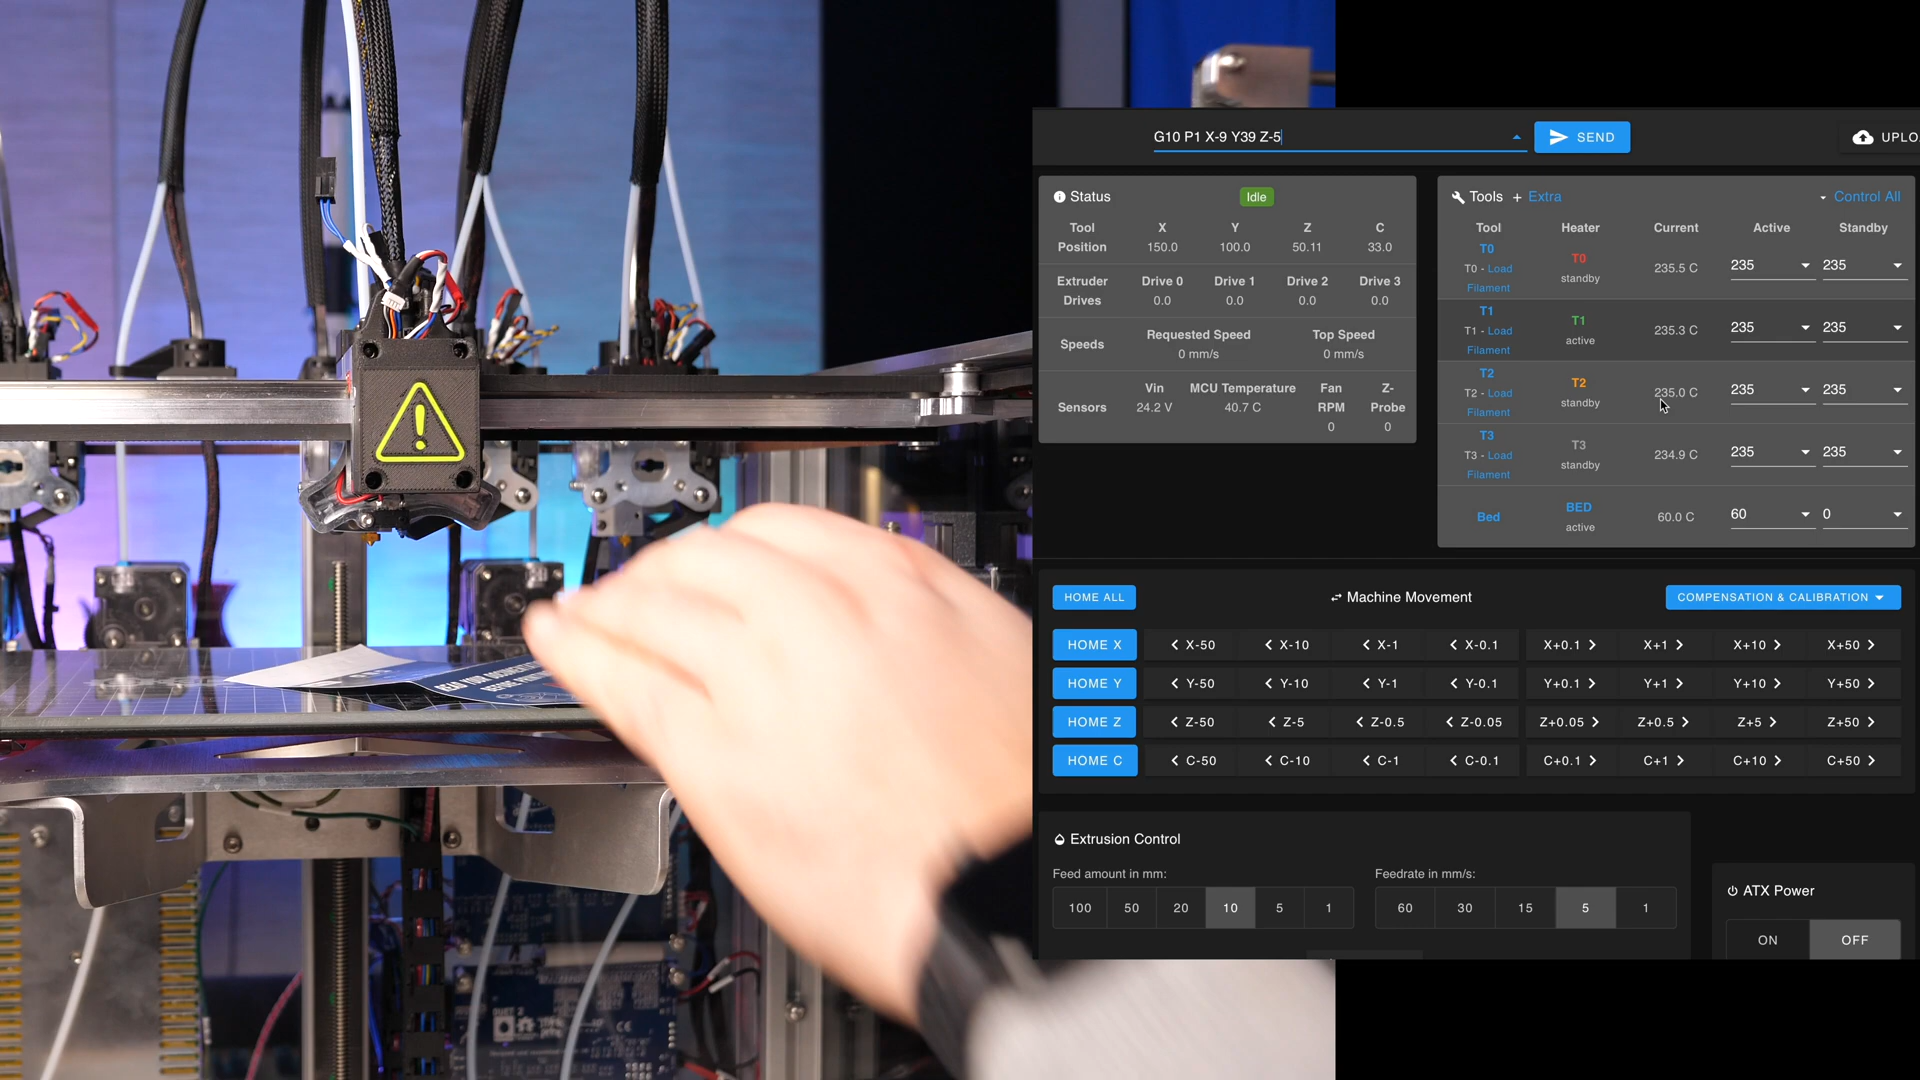 G10 P1 X-9 Y39 Z-5
SEND
UPLO
Status
Idle
Tool
Position
X
Y
Z
C
150.0
100.0
50.11
33.0
Extruder
Drives
Drive 0
Drive 1
Drive 2
Drive 3
0.0
0.0
0.0
0.0
Speeds
Requested Speed
Top Speed
0 mm/s
0 mm/s
Sensors
Vin
MCU Temperature
Fan
RPM
Z-
Probe
24.2 V
40.7 C
0
0
Tools + Extra
Control All
Tool
Heater
Current
Active
Standby
T0
T0 - Load
Filament
T0
standby
235.5 C
235
235
T1
T1 - Load
Filament
T1
active
235.3 C
235
235
T2
T2 - Load
Filament
T2
standby
235.0 C
235
235
T3
T3 - Load
Filament
T3
standby
234.9 C
235
235
Bed
BED
active
60.0 C
60
0
HOME ALL
Machine Movement
COMPENSATION & CALIBRATION
HOME X
X-50
X-10
X-1
X-0.1
X+0.1
X+1
X+10
X+50
HOME Y
Y-50
Y-10
Y-1
Y-0.1
Y+0.1
Y+1
Y+10
Y+50
HOME Z
Z-50
Z-5
Z-0.5
Z-0.05
Z+0.05
Z+0.5
Z+5
Z+50
HOME C
C-50
C-10
C-1
C-0.1
C+0.1
C+1
C+10
C+50
Extrusion Control
Feed amount in mm:
Feedrate in mm/s:
100
50
20
10
5
1
60
30
15
5
1
ATX Power
ON
OFF
READ YOUR
BEFORE
DUET 2